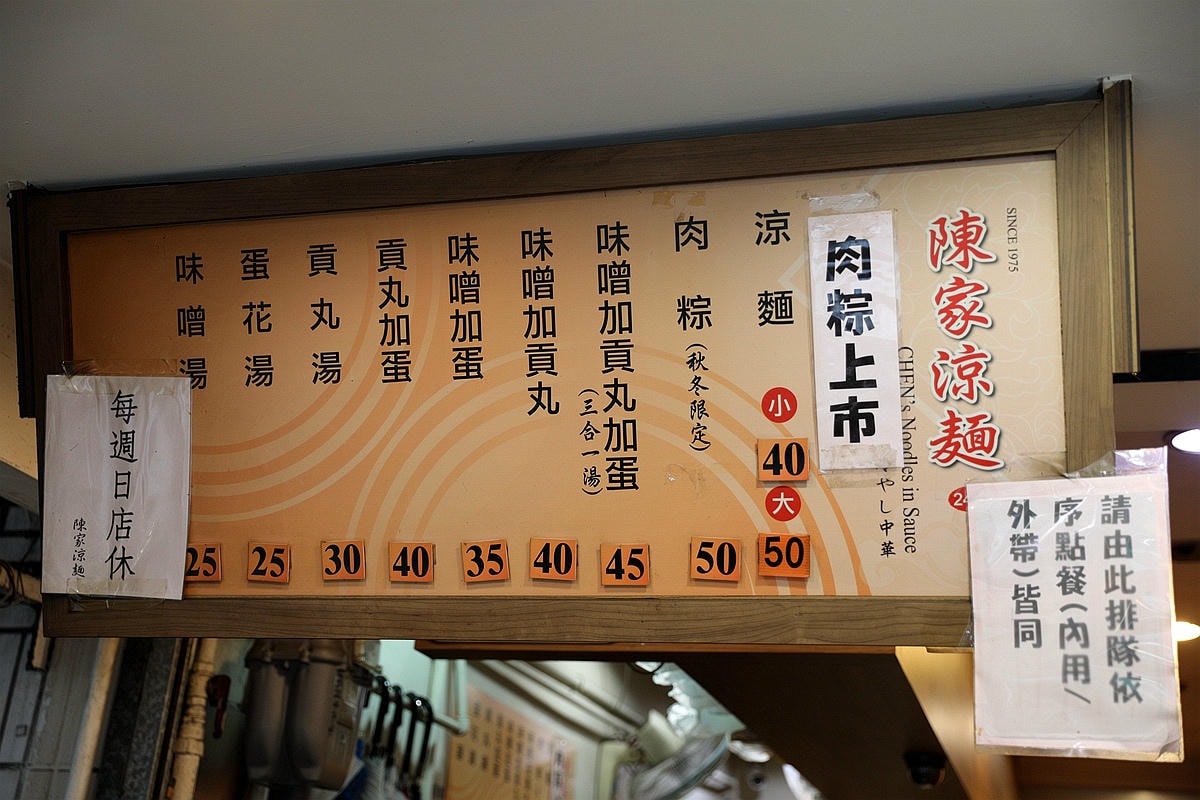 SINCE 1975
陳家涼麵
CHEN's Noodles in Sauce
やし中華
肉粽上市
涼麵
小
40
大
50
肉粽(秋冬限定)
50
味噌加貢丸加蛋
(三合一湯)
45
味噌加貢丸
40
味噌加蛋
35
貢丸加蛋
40
貢丸湯
30
蛋花湯
25
味噌湯
25
請由此排隊依
序點餐(內用/
外帶)皆同
每週日店休
陳家涼麵